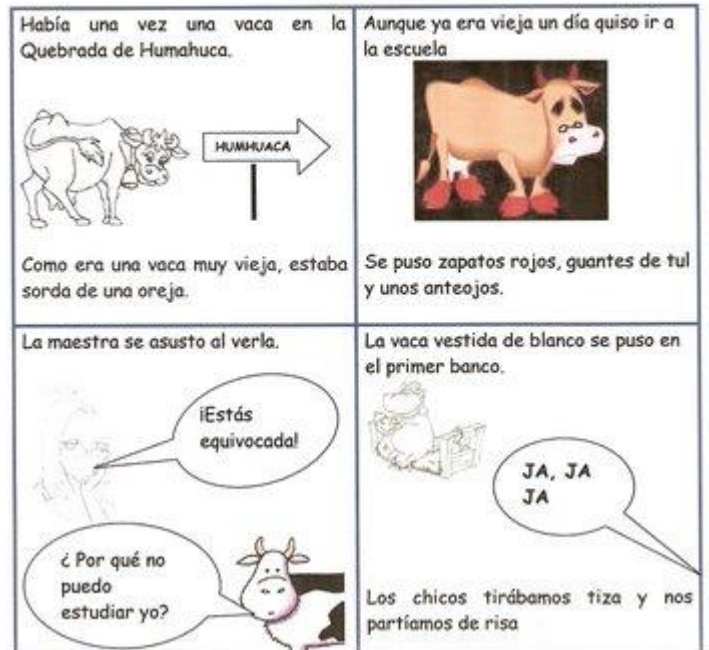 Había una vez una vaca en la
Quebrada de Humahuca.
HUMHUACA
Como era una vaca muy vieja, estaba
sorda de una oreja.
Aunque ya era vieja un día quiso ir a
la escuela
Se puso zapatos rojos, guantes de tul
y unos anteojos.
La maestra se asusto al verla.
¡Estás
equivocada!
¿ Por qué no
puedo
estudiar yo?
La vaca vestida de blanco se puso en
el primer banco.
JA, JA
JA
Los chicos tirábamos tiza y nos
partíamos de risa